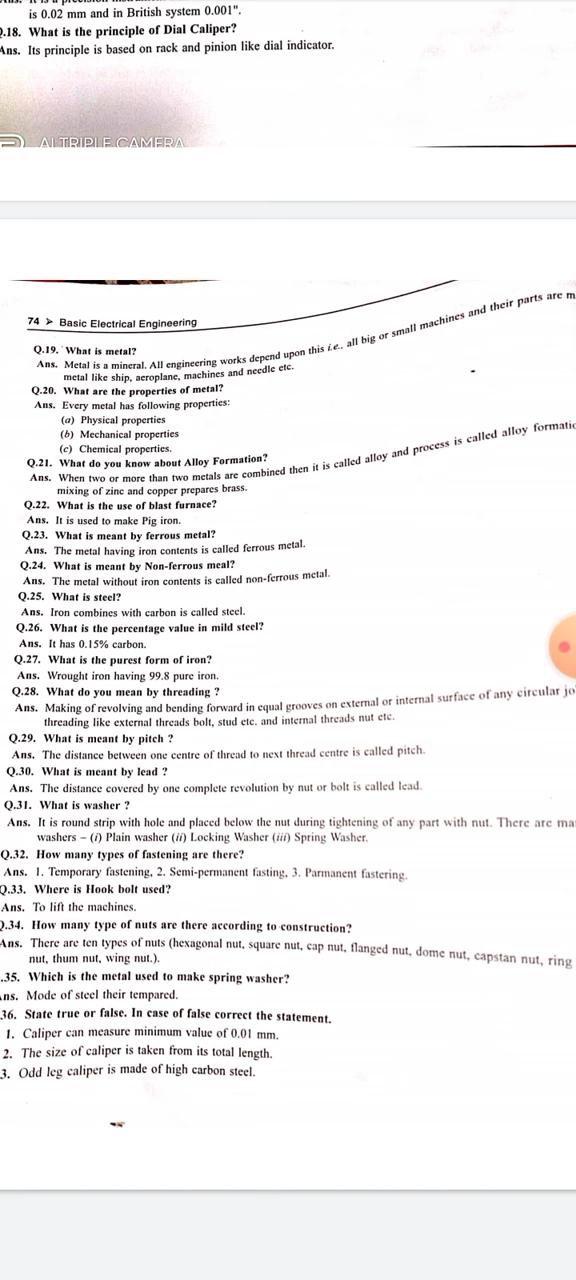 is 0.02 mm and in British system 0.001".
.18. What is the principle of Dial Caliper?
Ans. Its principle is based on rack and pinion like dial indicator.
AI TRIPLE CAMERA
74 ➤ Basic Electrical Engineering
Q.19. What is metal?
Ans. Metal is a mineral. All engineering works depend upon this i.e., all big or small machines and their parts are m
metal like ship, aeroplane, machines and needle etc.
Q.20. What are the properties of metal?
Ans. Every metal has following properties:
(a) Physical properties
(b) Mechanical properties
(c) Chemical properties.
Q.21. What do you know about Alloy Formation?
Ans. When two or more than two metals are combined then it is called alloy and process is called alloy formatio
mixing of zinc and copper prepares brass.
Q.22. What is the use of blast furnace?
Ans. It is used to make Pig iron.
Q.23. What is meant by ferrous metal?
Ans. The metal having iron contents is called ferrous metal.
Q.24. What is meant by Non-ferrous meal?
Ans. The metal without iron contents is called non-ferrous metal.
Q.25. What is steel?
Ans. Iron combines with carbon is called steel.
Q.26. What is the percentage value in mild steel?
Ans. It has 0.15% carbon.
Q.27. What is the purest form of iron?
Ans. Wrought iron having 99.8 pure iron.
Q.28. What do you mean by threading ?
Ans. Making of revolving and bending forward in equal grooves on external or internal surface of any circular jo
threading like external threads bolt, stud etc. and internal threads nut etc.
Q.29. What is meant by pitch ?
Ans. The distance between one centre of thread to next thread centre is called pitch.
Q.30. What is meant by lead ?
Ans. The distance covered by one complete revolution by nut or bolt is called lead.
Q.31. What is washer ?
Ans. It is round strip with hole and placed below the nut during tightening of any part with nut. There are ma
washers – (i) Plain washer (ii) Locking Washer (iii) Spring Washer.
Q.32. How many types of fastening are there?
Ans. 1. Temporary fastening, 2. Semi-permanent fasting, 3. Parmanent fastering.
Q.33. Where is Hook bolt used?
Ans. To lift the machines.
Q.34. How many type of nuts are there according to construction?
Ans. There are ten types of nuts (hexagonal nut, square nut, cap nut, flanged nut, dome nut, capstan nut, ring
nut, thum nut, wing nut.).
.35. Which is the metal used to make spring washer?
ns. Mode of steel their tempared.
36. State true or false. In case of false correct the statement.
1. Caliper can measure minimum value of 0.01 mm.
2. The size of caliper is taken from its total length.
3. Odd leg caliper is made of high carbon steel.